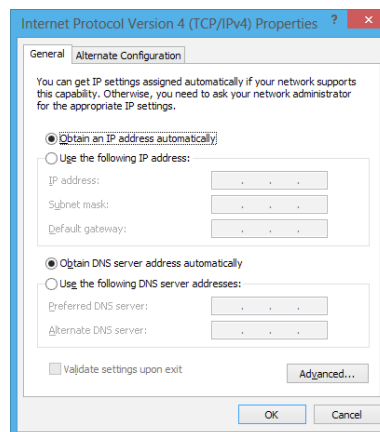 Internet Protocol Version 4 (TCP/IPv4) Properties ? ×
General Alternate Configuration
You can get IP settings assigned automatically if your network supports
this capability. Otherwise, you need to ask your network administrator
for the appropriate IP settings.
Obtain an IP address automatically
Use the following IP address:
IP address: . . .
Subnet mask: . . .
Default gateway: . . .
Obtain DNS server address automatically
Use the following DNS server addresses:
Preferred DNS server: . . .
Alternate DNS server: . . .
Validate settings upon exit
Advanced...
OK Cancel